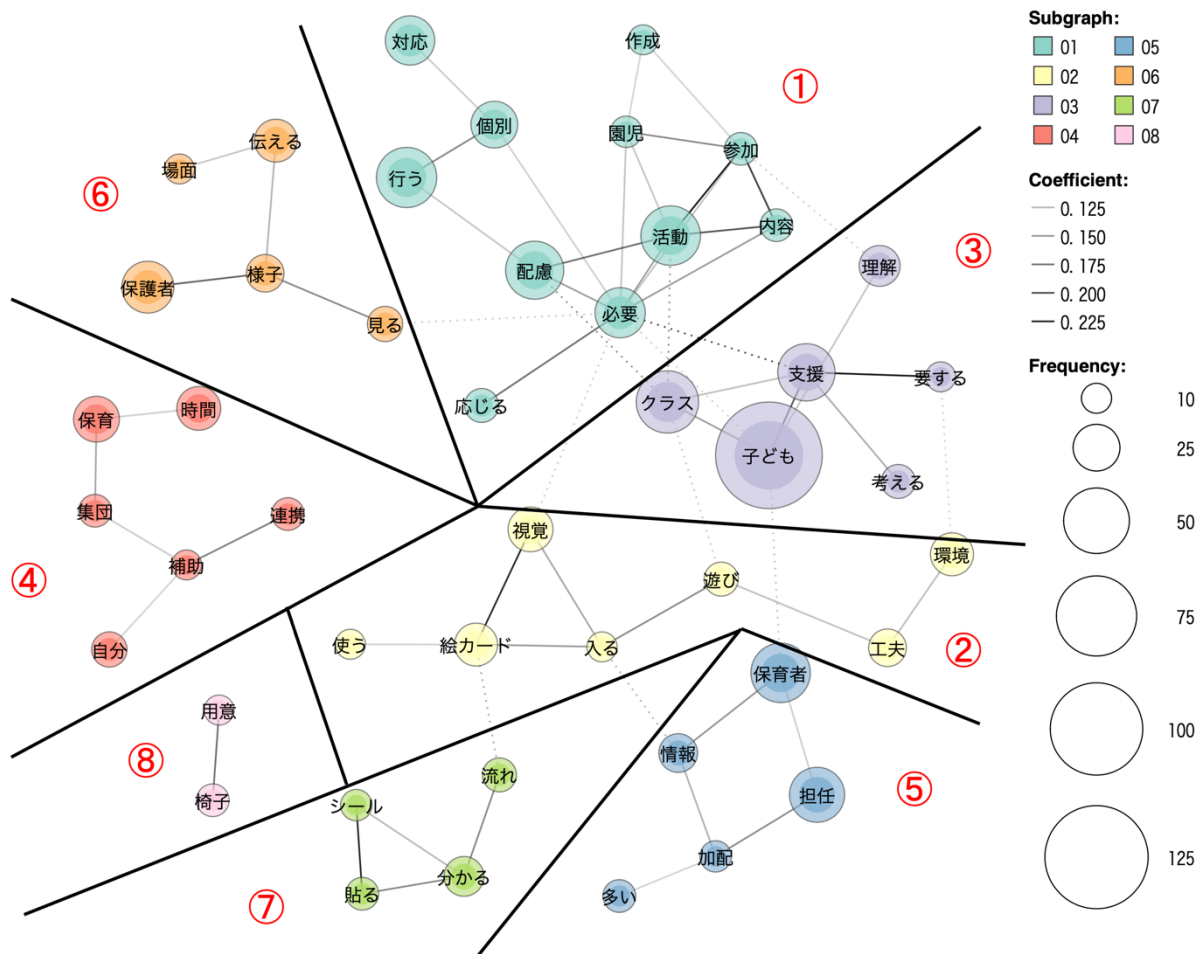 対応
作成
①
個別
園児
伝える
参加
場面
⑥
行う
活動
内容
③
配慮
理解
様子
保護者
必要
見る
支援
要する
応じる
クラス
時間
保育
子ども
考える
集団
連携
視覚
環境
補助
④
遊び
使う
絵カード
入る
工夫
②
自分
保育者
用意
⑧
情報
流れ
椅子
シール
担任
⑤
加配
分かる
貼る
多い
⑦
Subgraph:
01 05
02 06
03 07
04 08
Coefficient:
0.125
0.150
0.175
0.200
0.225
Frequency:
10
25
50
75
100
125